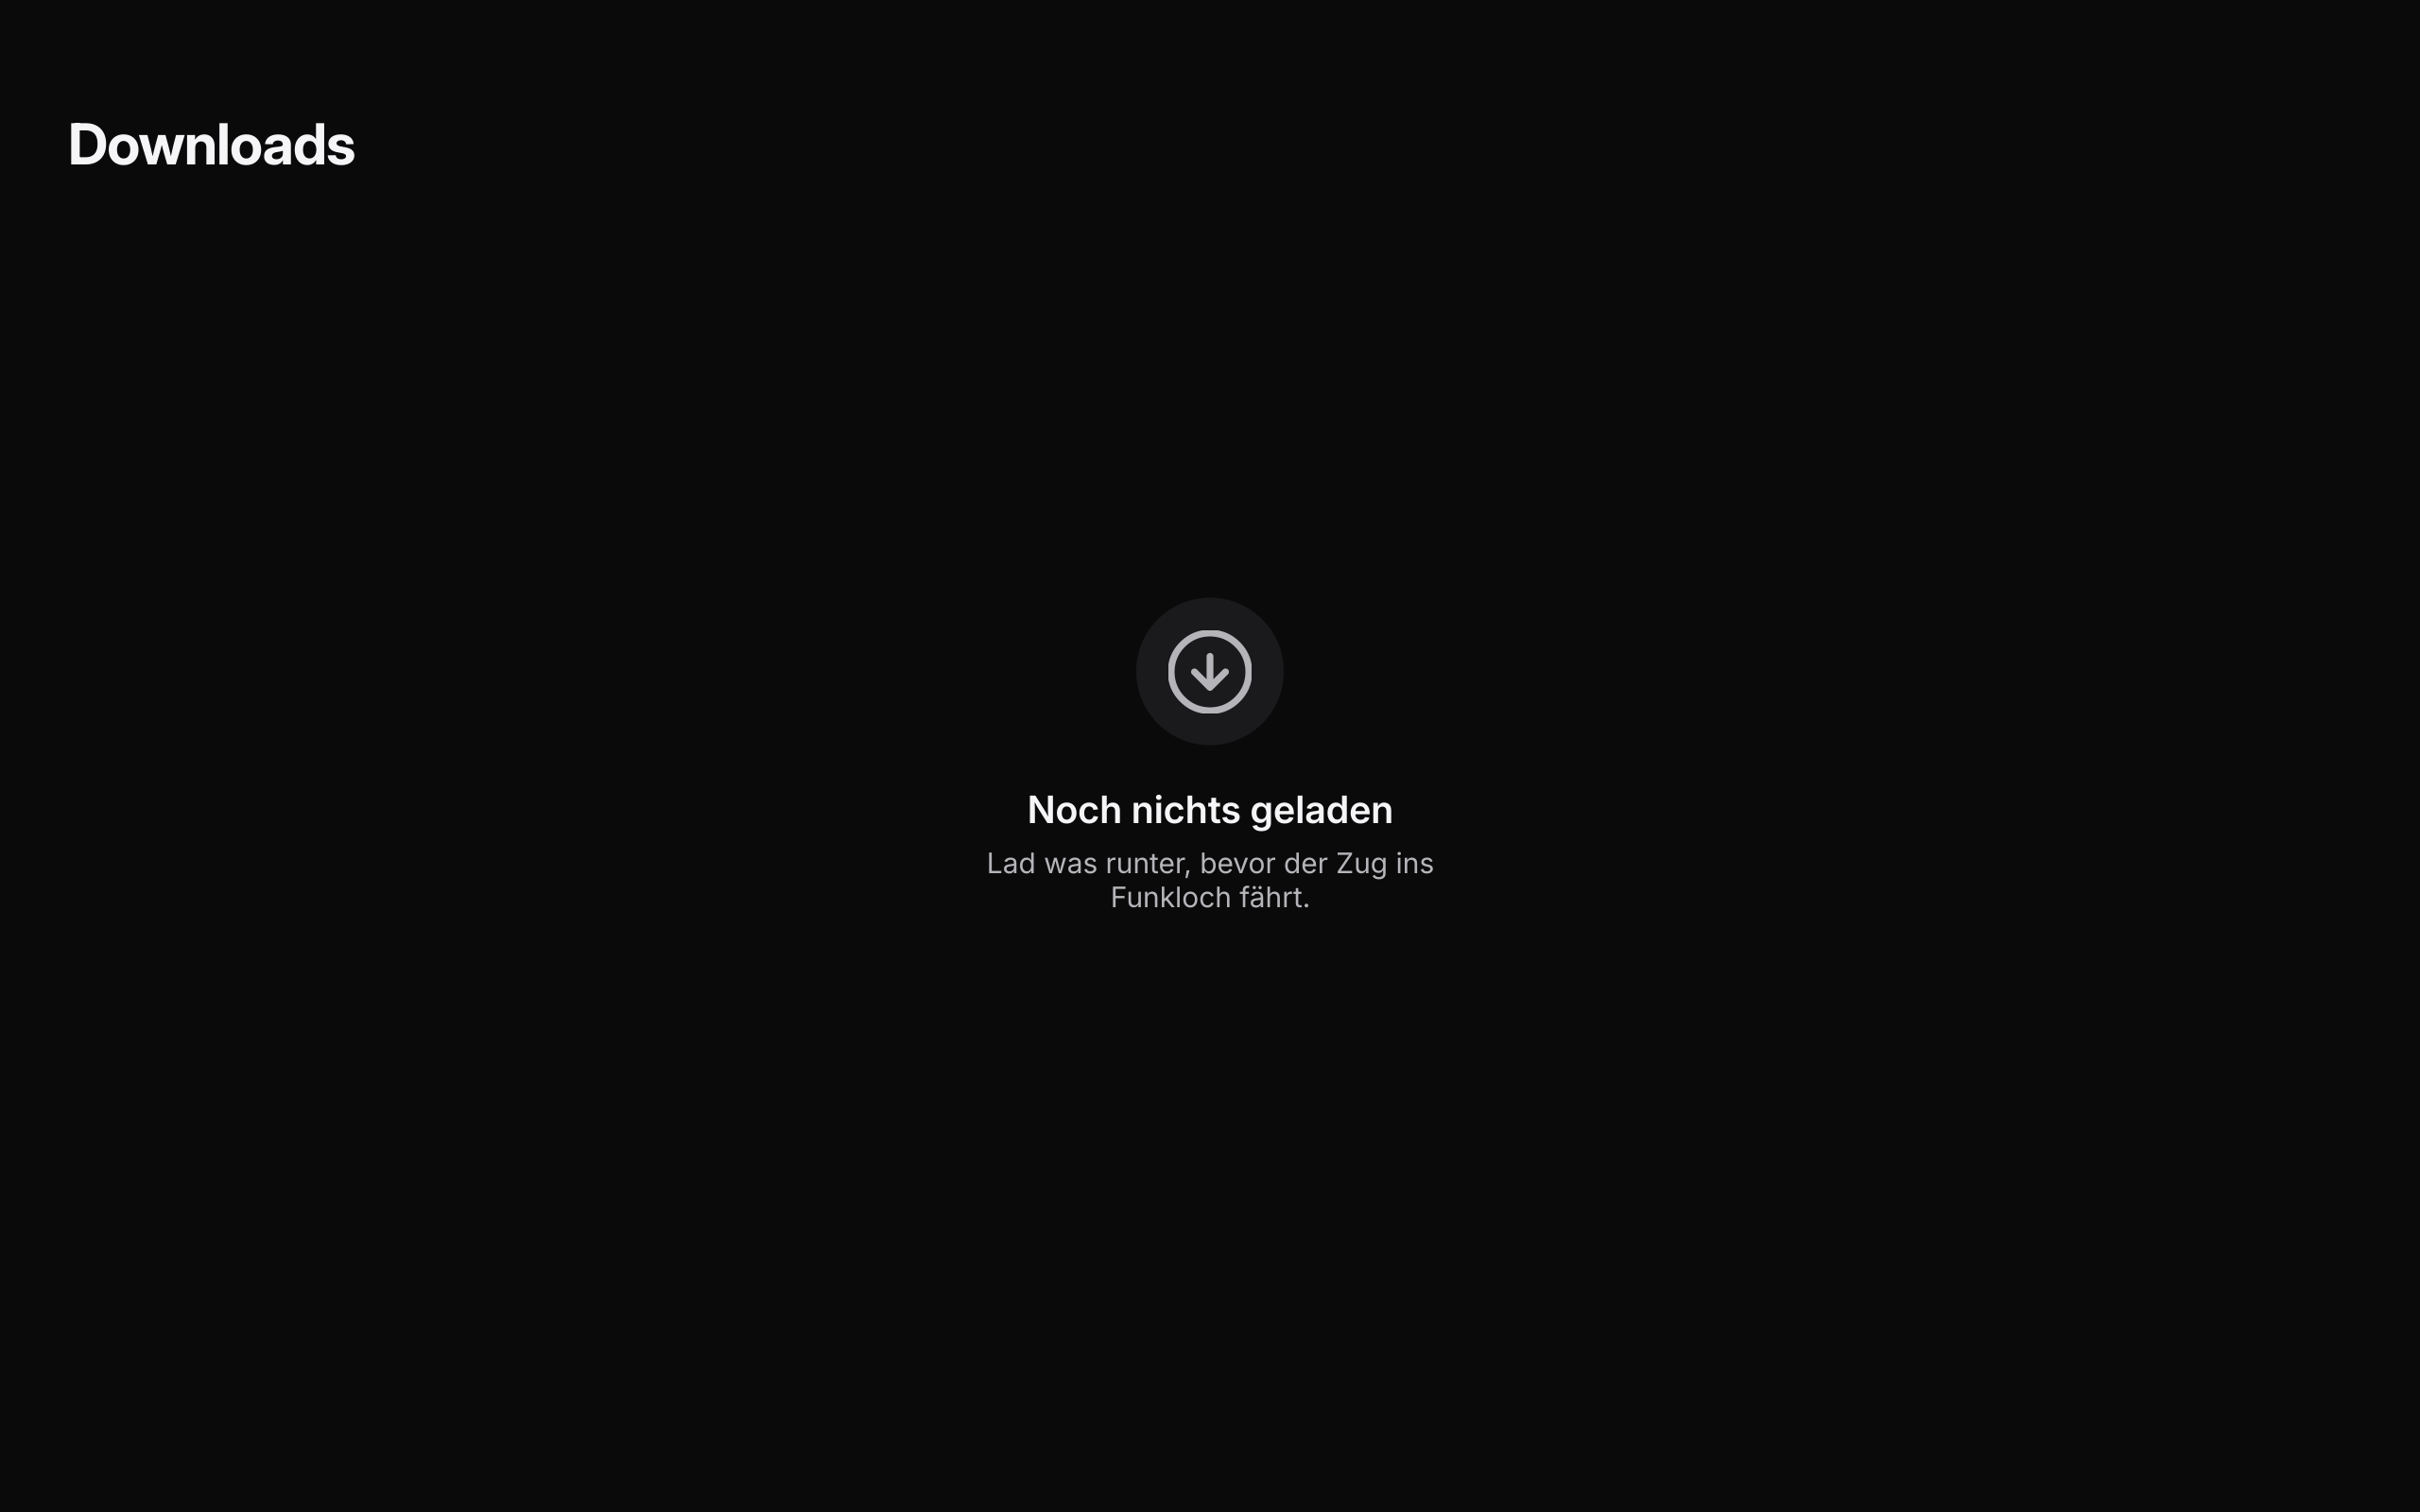 Downloads
Noch nichts geladen
Lad was runter, bevor der Zug ins
Funkloch fährt.